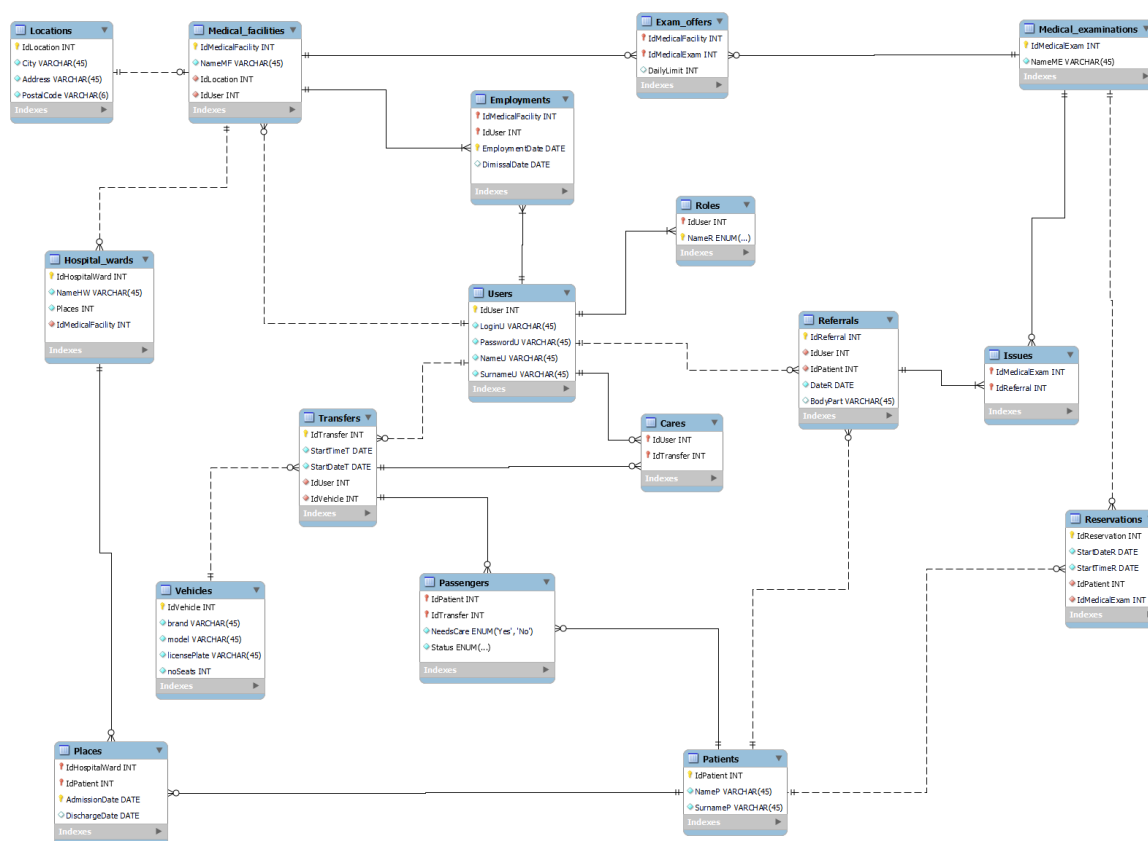 Locations
IdLocation INT
City VARCHAR(45)
Address VARCHAR(45)
PostalCode VARCHAR(6)
Indexes
Medical_facilities
IdMedicalFacility INT
NameMF VARCHAR(45)
IdLocation INT
IdUser INT
Indexes
Exam_offers
IdMedicalFacility INT
IdMedicalExam INT
DailyLimit INT
Indexes
Medical_examinations
IdMedicalExam INT
NameME VARCHAR(45)
Indexes
Employments
IdMedicalFacility INT
IdUser INT
EmploymentDate DATE
DimissalDate DATE
Indexes
Roles
IdUser INT
NameR ENUM(...)
Indexes
Hospital_wards
IdHospitalWard INT
NameHW VARCHAR(45)
Places INT
IdMedicalFacility INT
Indexes
Users
IdUser INT
LoginU VARCHAR(45)
PasswordU VARCHAR(45)
NameU VARCHAR(45)
SurnameU VARCHAR(45)
Indexes
Referrals
IdReferral INT
IdUser INT
IdPatient INT
DateR DATE
BodyPart VARCHAR(45)
Indexes
Issues
IdMedicalExam INT
IdReferral INT
Indexes
Transfers
IdTransfer INT
StartTimeT DATE
StartDateT DATE
IdUser INT
IdVehicle INT
Indexes
Cares
IdUser INT
IdTransfer INT
Indexes
Reservations
IdReservation INT
StartDateR DATE
StartTimeR DATE
IdPatient INT
IdMedicalExam INT
Indexes
Vehicles
IdVehicle INT
brand VARCHAR(45)
model VARCHAR(45)
licensePlate VARCHAR(45)
noSeats INT
Indexes
Passengers
IdPatient INT
IdTransfer INT
NeedsCare ENUM('Yes', 'No')
Status ENUM(...)
Indexes
Places
IdHospitalWard INT
IdPatient INT
AdmissionDate DATE
DischargeDate DATE
Indexes
Patients
IdPatient INT
NameP VARCHAR(45)
SurnameP VARCHAR(45)
Indexes